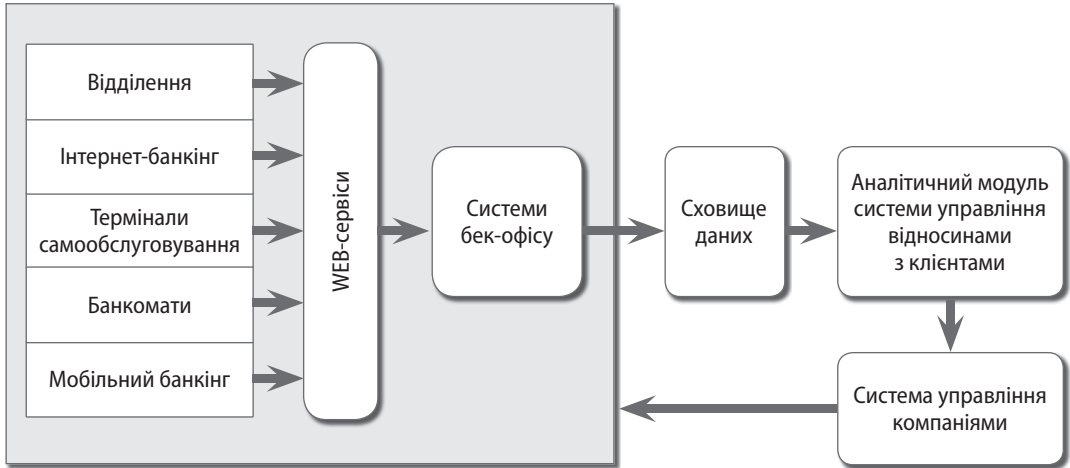 Відділення
Інтернет-банкінг
Термінали
самообслуговування
Банкомати
Мобільний банкінг
WEB-сервіси
Системи
бек-офісу
Сховище
даних
Аналітичний модуль
системи управління
відносинами
з клієнтами
Система управління
компаніями